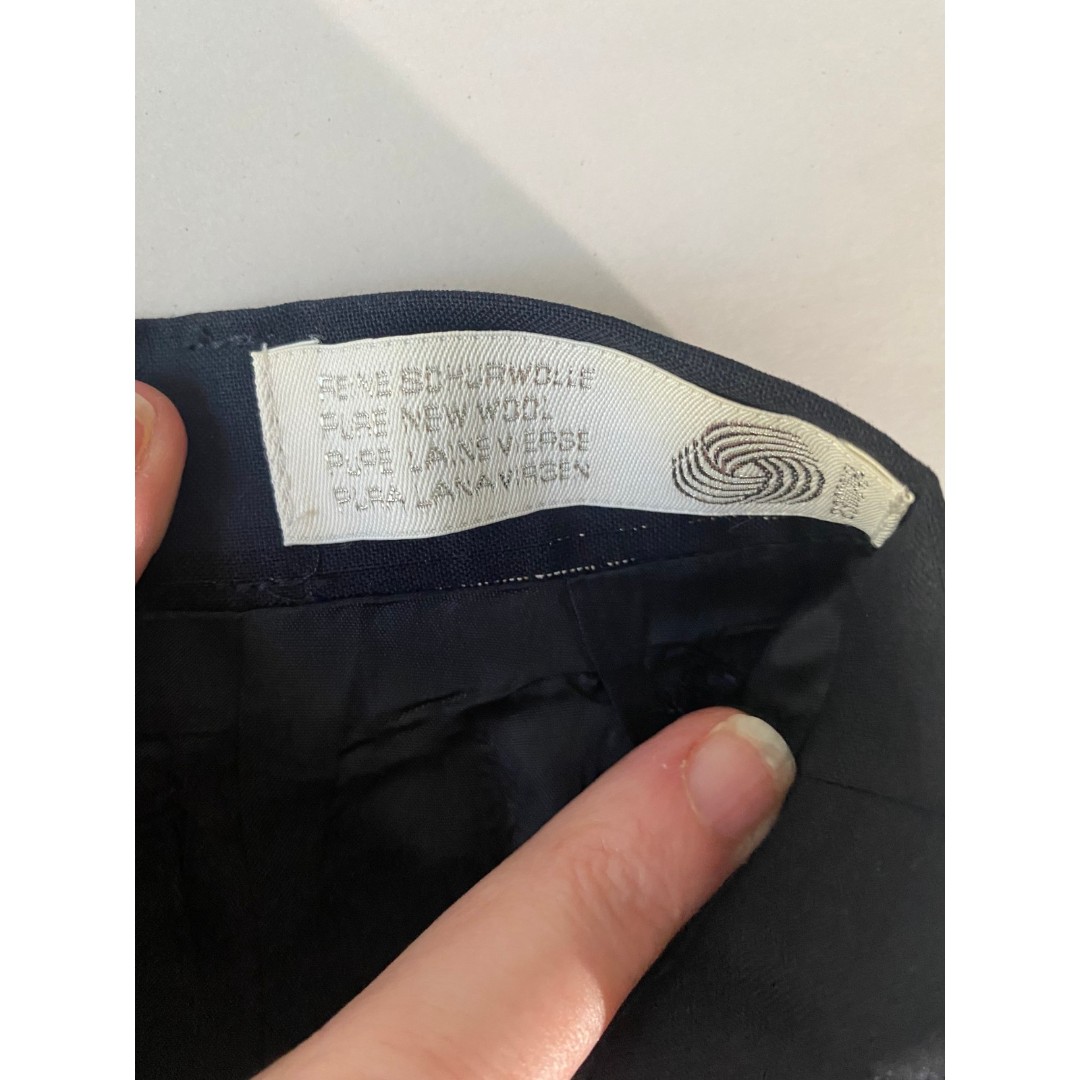 REINE SCHURWOLLE
PURE NEW WOOL
PURE LAINE VIERGE
PURA LANA VIRGEN